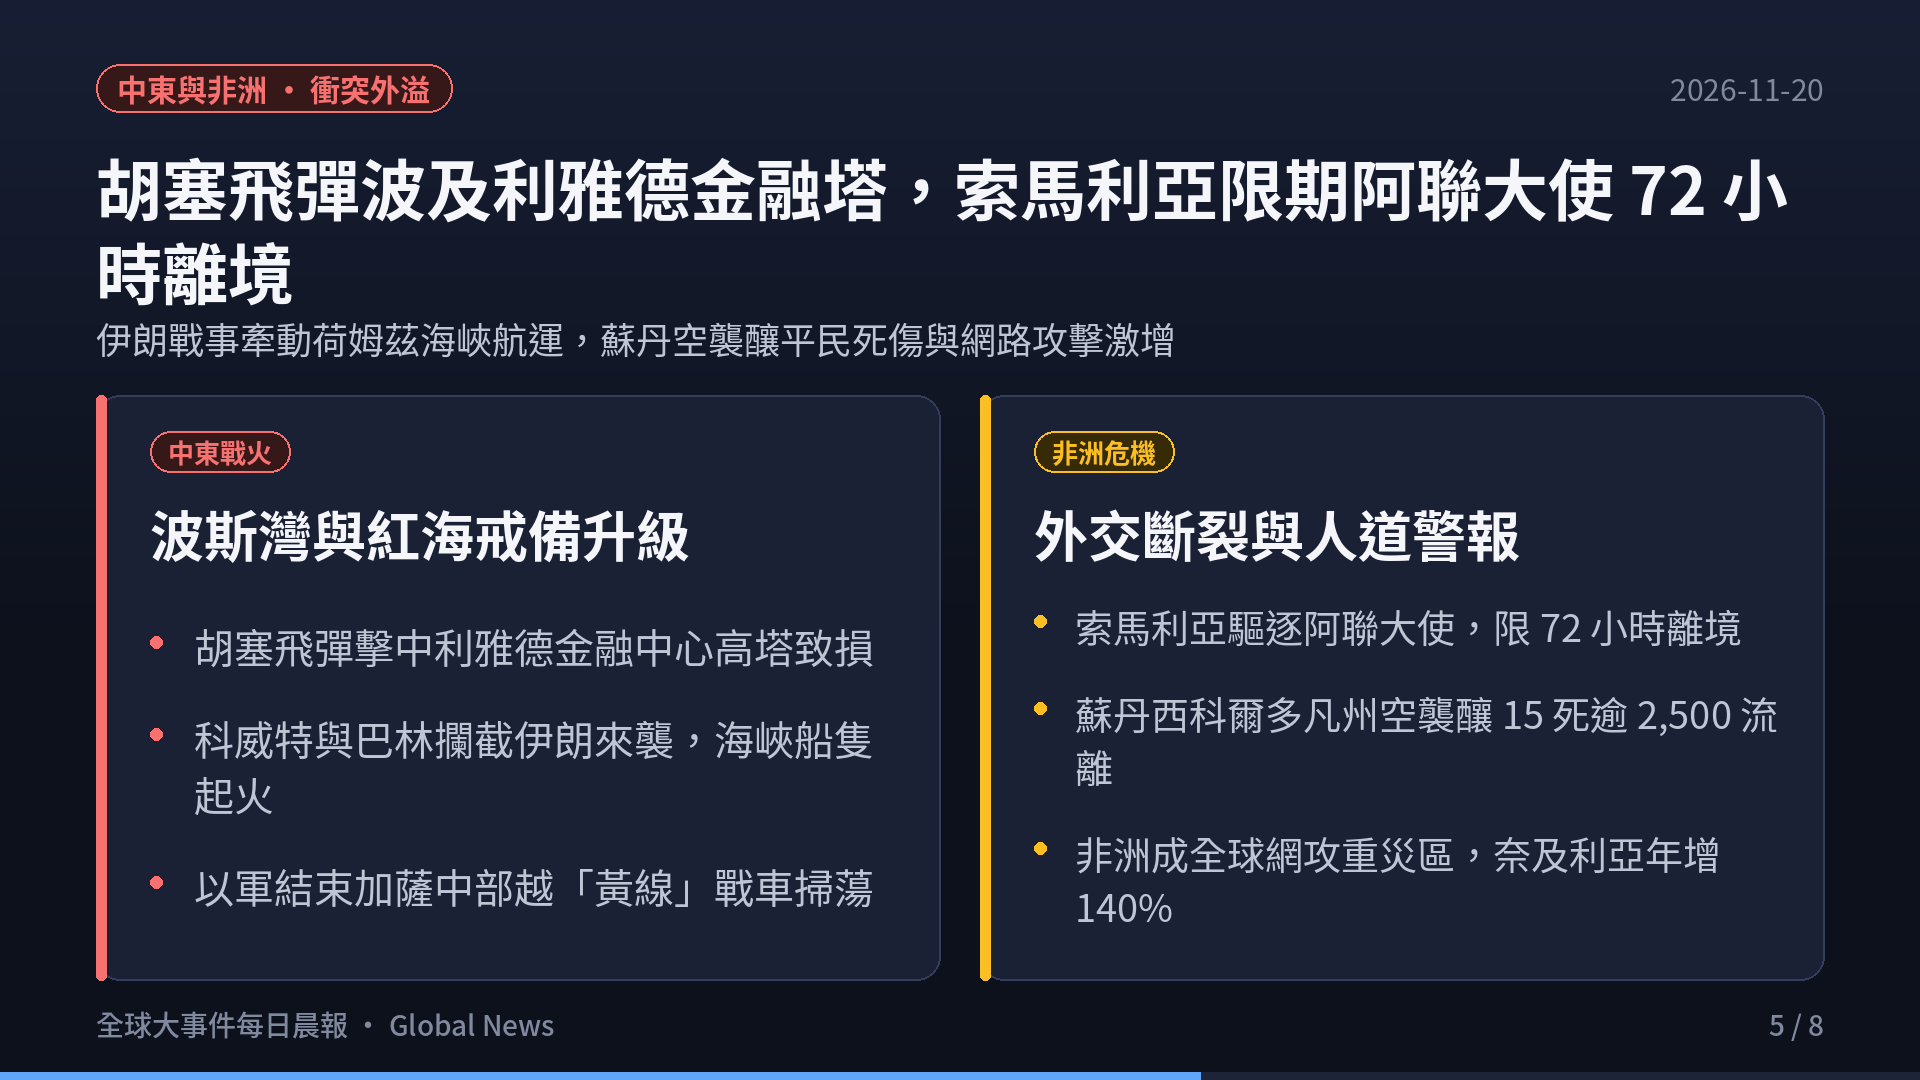 中東與非洲 • 衝突外溢
2026-11-20
胡塞飛彈波及利雅德金融塔，索馬利亞限期阿聯大使 72 小
時離境
伊朗戰事牽動荷姆茲海峽航運，蘇丹空襲釀平民死傷與網路攻擊激增
中東戰火
波斯灣與紅海戒備升級
• 胡塞飛彈擊中利雅德金融中心高塔致損
• 科威特與巴林攔截伊朗來襲，海峽船隻
起火
• 以軍結束加薩中部越「黃線」戰車掃蕩
非洲危機
外交斷裂與人道警報
• 索馬利亞驅逐阿聯大使，限 72 小時離境
• 蘇丹西科爾多凡州空襲釀 15 死逾 2,500 流
離
• 非洲成全球網攻重災區，奈及利亞年增
140%
全球大事件每日晨報 • Global News
5 / 8